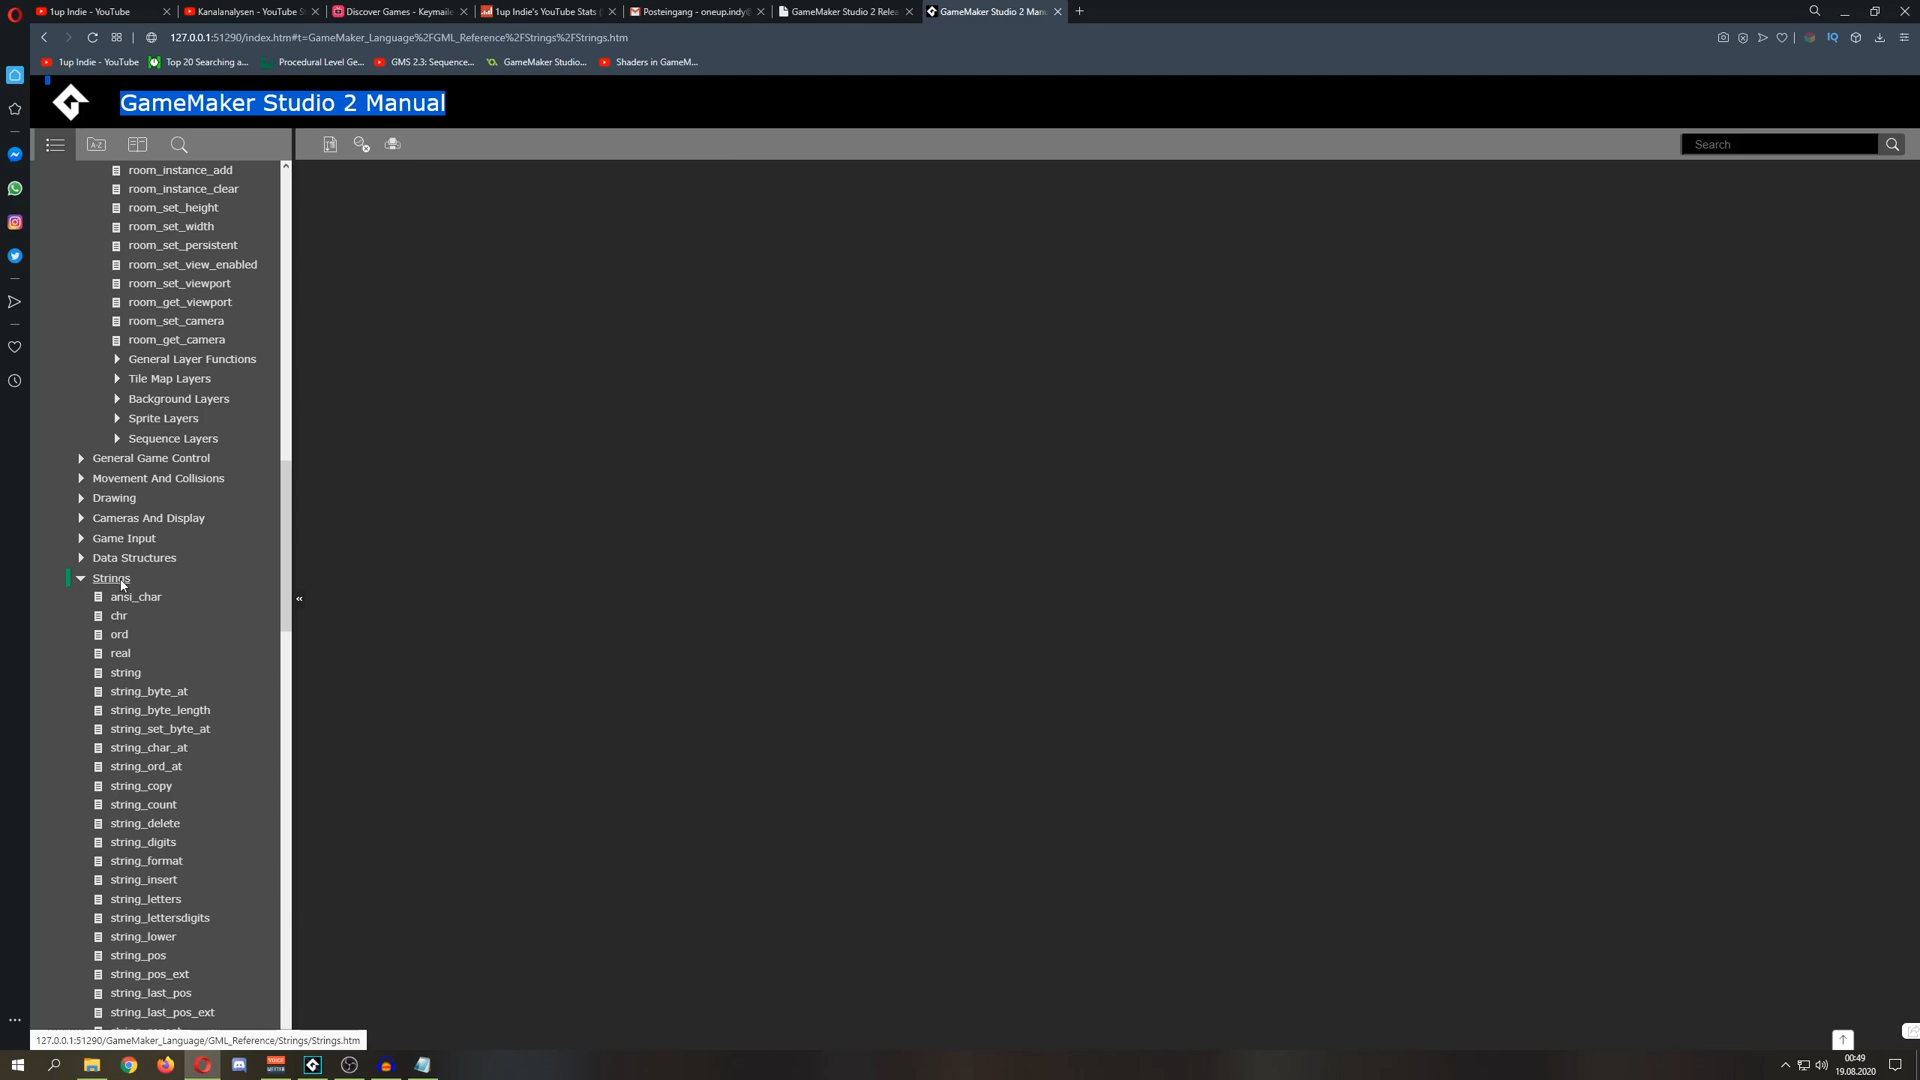 1up Indie - YouTube
Kanalanalysen - YouTube S
Discover Games - Keymaile
1up Indie's YouTube Stats (
Posteingang - oneup.indy@
GameMaker Studio 2 Relea
GameMaker Studio 2 Manu
127.0.0.1:51290/index.htm#t=GameMaker_Language%2FGML_Reference%2FStrings%2FStrings.htm
1up Indie - YouTube
Top 20 Searching a...
Procedural Level Ge...
GMS 2.3: Sequence...
GameMaker Studio...
Shaders in GameM...
GameMaker Studio 2 Manual
A-Z
Search
room_instance_add
room_instance_clear
room_set_height
room_set_width
room_set_persistent
room_set_view_enabled
room_set_viewport
room_get_viewport
room_set_camera
room_get_camera
General Layer Functions
Tile Map Layers
Background Layers
Sprite Layers
Sequence Layers
General Game Control
Movement And Collisions
Drawing
Cameras And Display
Game Input
Data Structures
Strings
ansi_char
chr
ord
real
string
string_byte_at
string_byte_length
string_set_byte_at
string_char_at
string_ord_at
string_copy
string_count
string_delete
string_digits
string_format
string_insert
string_letters
string_lettersdigits
string_lower
string_pos
string_pos_ext
string_last_pos
string_last_pos_ext
127.0.0.1:51290/GameMaker_Language/GML_Reference/Strings/Strings.htm
00:49
19.08.2020